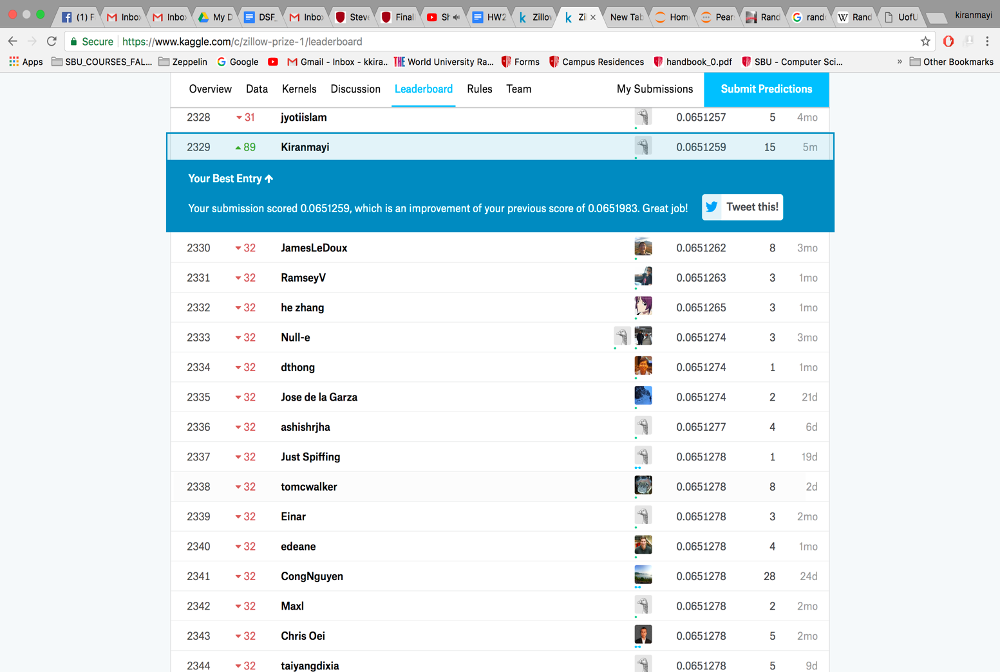 (1) F Inbo Inbo My D DSF_ Inbo Steve Final Sh HW2 Zillow Zil New Tab Hom Pears Rand rando Rand UofU kiranmayi
Secure https://www.kaggle.com/c/zillow-prize-1/leaderboard
Apps SBU_COURSES_FAL... Zeppelin Google Gmail - Inbox - kkira... THE World University Ra... Forms Campus Residences handbook_0.pdf SBU - Computer Sci... » Other Bookmarks
Overview Data Kernels Discussion Leaderboard Rules Team My Submissions Submit Predictions
2328 31 jyotiislam 0.0651257 5 4mo
2329 89 Kiranmayi 0.0651259 15 5m
Your Best Entry
Your submission scored 0.0651259, which is an improvement of your previous score of 0.0651983. Great job! Tweet this!
2330 32 JamesLeDoux 0.0651262 8 3mo
2331 32 RamseyV 0.0651263 3 1mo
2332 32 he zhang 0.0651265 3 1mo
2333 32 Null-e 0.0651274 3 3mo
2334 32 dthong 0.0651274 1 1mo
2335 32 Jose de la Garza 0.0651274 2 21d
2336 32 ashishrjha 0.0651277 4 6d
2337 32 Just Spiffing 0.0651278 1 19d
2338 32 tomcwalker 0.0651278 8 2d
2339 32 Einar 0.0651278 3 2mo
2340 32 edeane 0.0651278 4 1mo
2341 32 CongNguyen 0.0651278 28 24d
2342 32 Maxl 0.0651278 2 2mo
2343 32 Chris Oei 0.0651278 5 2mo
2344 32 taiyangdixia 0.0651278 5 9d